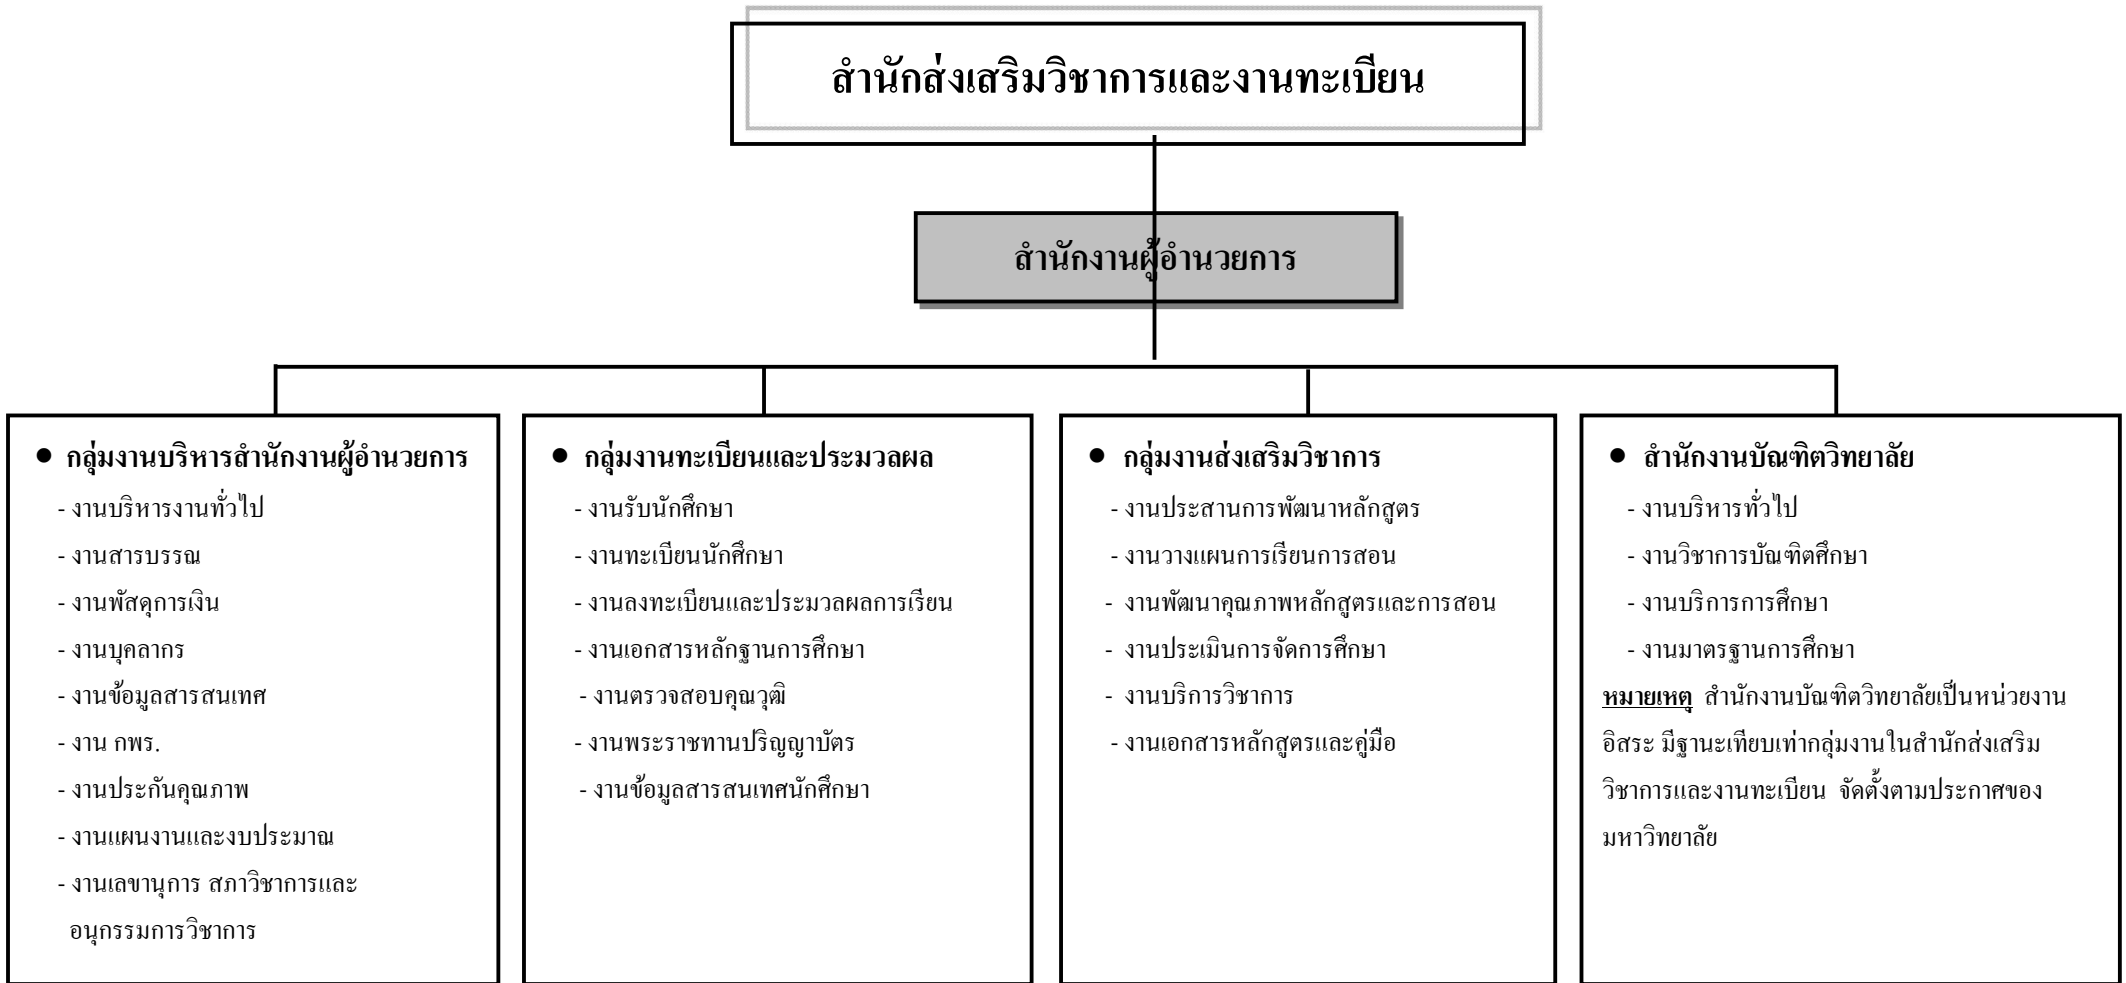 สำนักส่งเสริมวิชาการและงานทะเบียน
สำนักงานผู้อำนวยการ
● กลุ่มงานบริหารสำนักงานผู้อำนวยการ
- งานบริหารงานทั่วไป
- งานสารบรรณ
- งานพัสดุการเงิน
- งานบุคลากร
- งานข้อมูลสารสนเทศ
- งาน กพร.
- งานประกันคุณภาพ
- งานแผนงานและงบประมาณ
- งานเลขานุการ สภาวิชาการและ
อนุกรรมการวิชาการ
● กลุ่มงานทะเบียนและประมวลผล
- งานรับนักศึกษา
- งานทะเบียนนักศึกษา
- งานลงทะเบียนและประมวลผลการเรียน
- งานเอกสารหลักฐานการศึกษา
- งานตรวจสอบคุณวุฒิ
- งานพระราชทานปริญญาบัตร
- งานข้อมูลสารสนเทศนักศึกษา
● กลุ่มงานส่งเสริมวิชาการ
- งานประสานการพัฒนาหลักสูตร
- งานวางแผนการเรียนการสอน
- งานพัฒนาคุณภาพหลักสูตรและการสอน
- งานประเมินการจัดการศึกษา
- งานบริการวิชาการ
- งานเอกสารหลักสูตรและคู่มือ
● สำนักงานบัณฑิตวิทยาลัย
- งานบริหารทั่วไป
- งานวิชาการบัณฑิตศึกษา
- งานบริการการศึกษา
- งานมาตรฐานการศึกษา
หมายเหตุ สำนักงานบัณฑิตวิทยาลัยเป็นหน่วยงาน
อิสระ มีฐานะเทียบเท่ากลุ่มงานในสำนักส่งเสริม
วิชาการและงานทะเบียน จัดตั้งตามประกาศของ
มหาวิทยาลัย